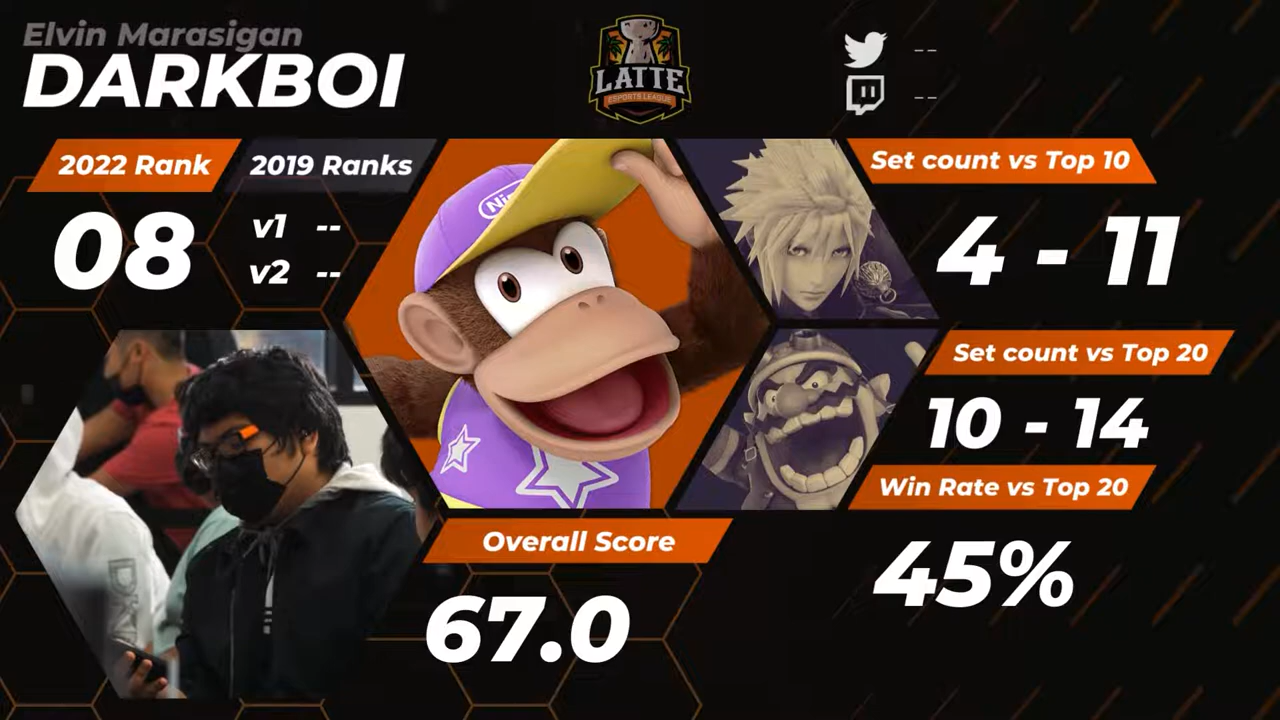 Elvin Marasigan
DARKBOI
LATTE
ESPORTS LEAGUE
--
--
2022 Rank
2019 Ranks
08
v1 --
v2 --
Set count vs Top 10
4 - 11
Set count vs Top 20
10 - 14
Win Rate vs Top 20
45%
Overall Score
67.0